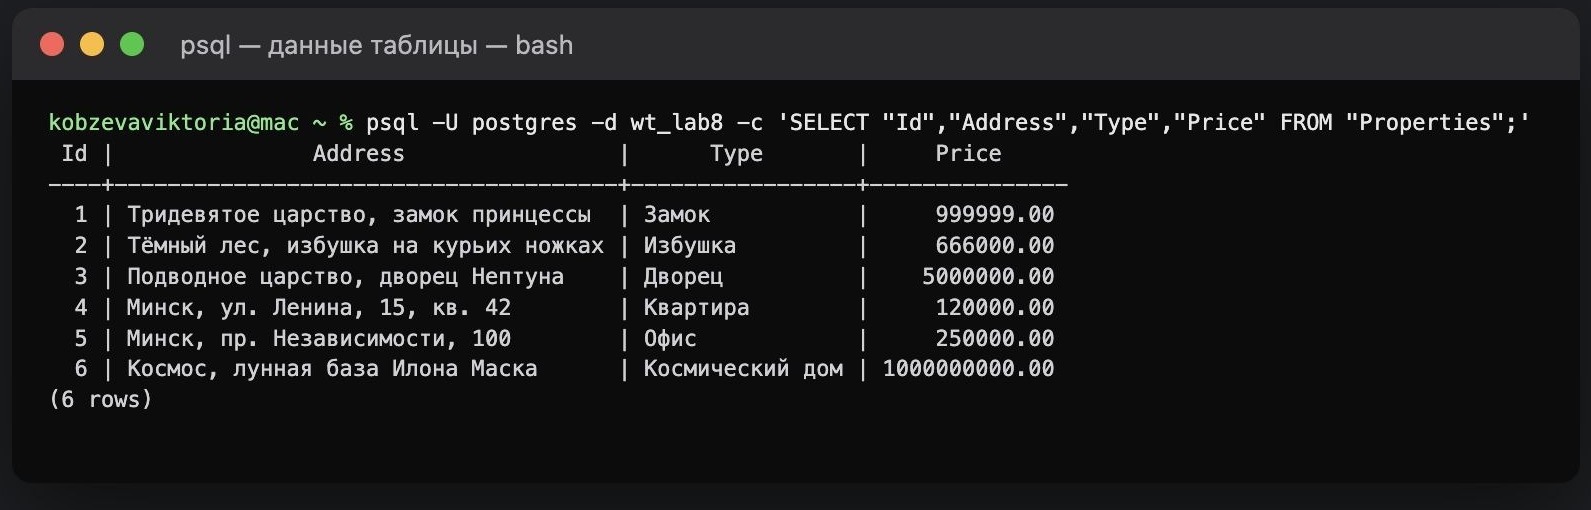 psql — данные таблицы — bash
kobzevaviktoria@mac ~ % psql -U postgres -d wt_lab8 -c 'SELECT "Id","Address","Type","Price" FROM "Properties";'
 Id |               Address                |      Type       |     Price
----+--------------------------------------+-----------------+---------------
  1 | Тридевятое царство, замок принцессы  | Замок           |     999999.00
  2 | Тёмный лес, избушка на курьих ножках | Избушка         |     666000.00
  3 | Подводное царство, дворец Нептуна    | Дворец          |    5000000.00
  4 | Минск, ул. Ленина, 15, кв. 42        | Квартира        |     120000.00
  5 | Минск, пр. Независимости, 100        | Офис            |     250000.00
  6 | Космос, лунная база Илона Маска      | Космический дом | 1000000000.00
(6 rows)